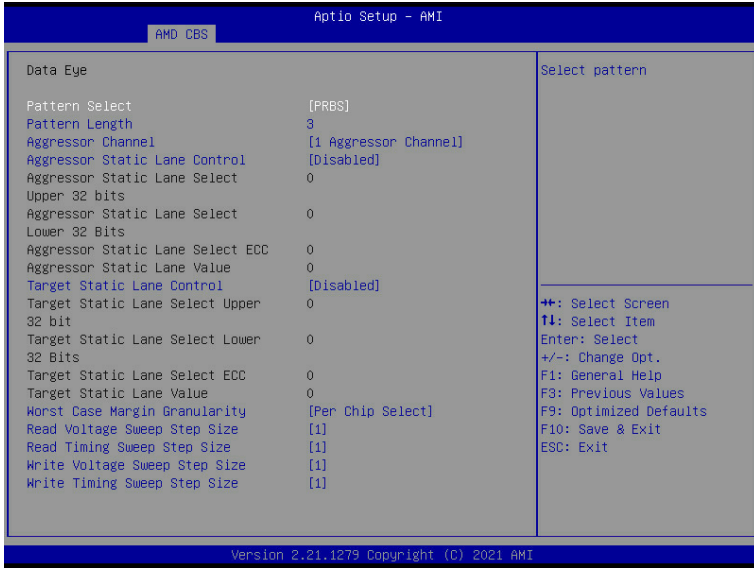 Aptio Setup – AMI
AMD CBS
Data Eye
Select pattern
Pattern Select [PRBS]
Pattern Length 3
Aggressor Channel [1 Aggressor Channel]
Aggressor Static Lane Control [Disabled]
Aggressor Static Lane Select 0
Upper 32 bits
Aggressor Static Lane Select 0
Lower 32 Bits
Aggressor Static Lane Select ECC 0
Aggressor Static Lane Value 0
Target Static Lane Control [Disabled]
Target Static Lane Select Upper 0
32 bit
Target Static Lane Select Lower 0
32 Bits
Target Static Lane Select ECC 0
Target Static Lane Value 0
Worst Case Margin Granularity [Per Chip Select]
Read Voltage Sweep Step Size [1]
Read Timing Sweep Step Size [1]
Write Voltage Sweep Step Size [1]
Write Timing Sweep Step Size [1]
→←: Select Screen
↑↓: Select Item
Enter: Select
+/-: Change Opt.
F1: General Help
F3: Previous Values
F9: Optimized Defaults
F10: Save & Exit
ESC: Exit
Version 2.21.1279 Copyright (C) 2021 AMI